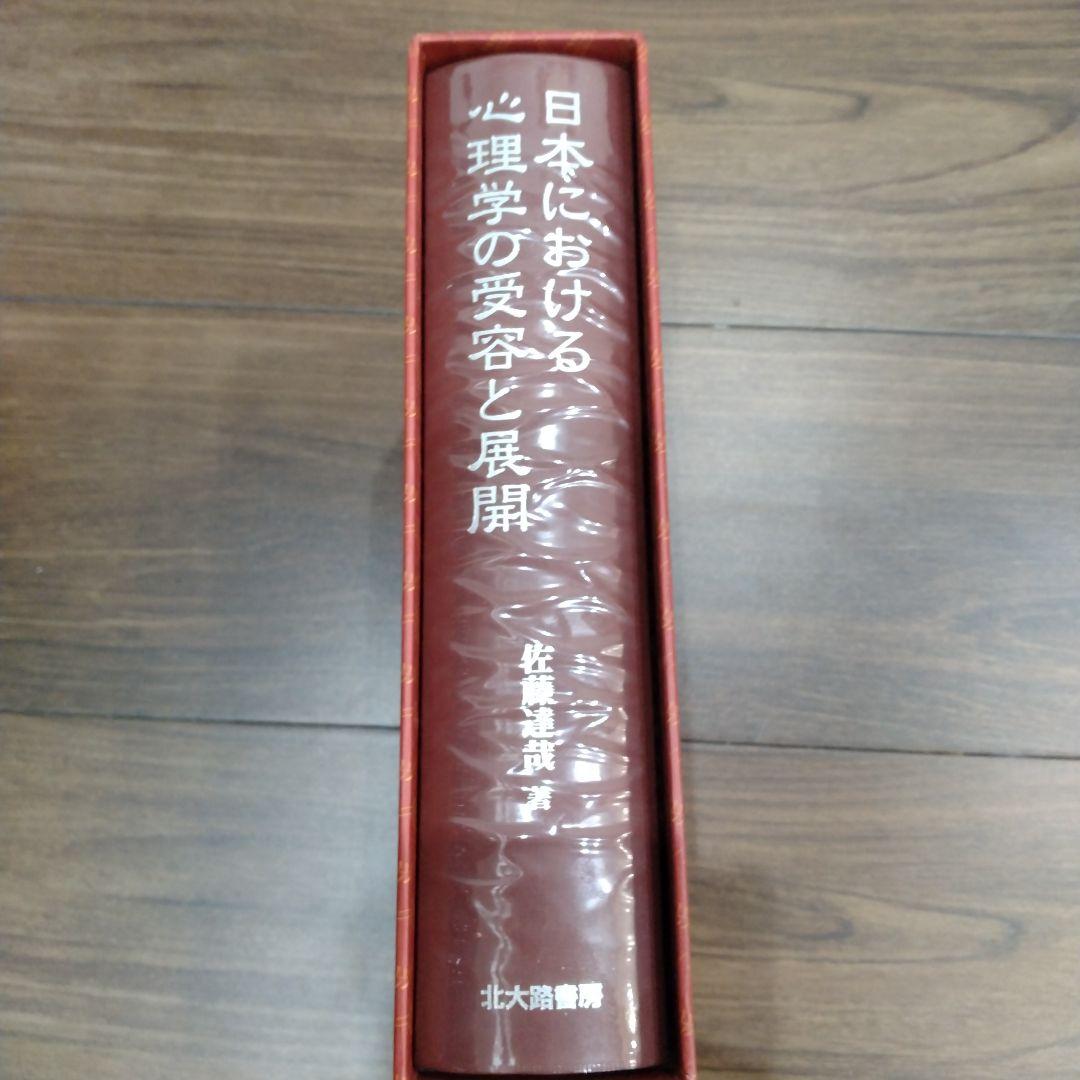 日本における
心理学の受容と展開
佐藤達哉 著
北大路書房